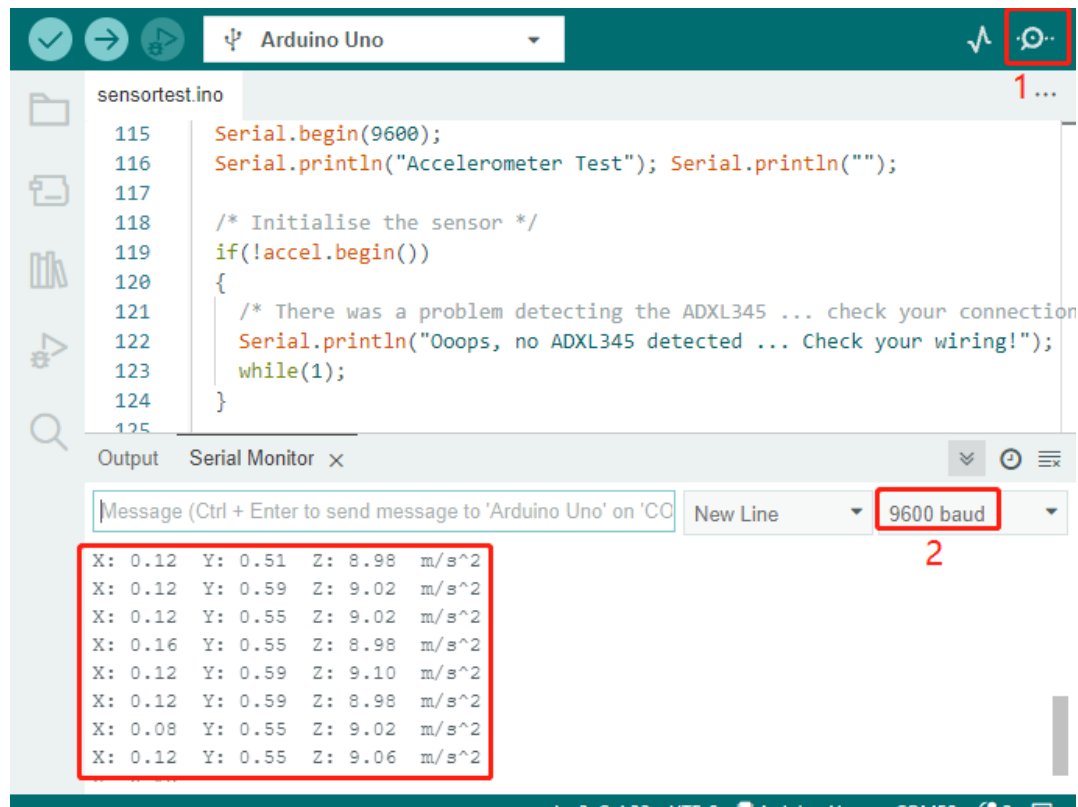 Arduino Uno
1
sensortest.ino
...
115 Serial.begin(9600);
116 Serial.println("Accelerometer Test"); Serial.println("");
117
118 /* Initialise the sensor */
119 if(!accel.begin())
120 {
121 /* There was a problem detecting the ADXL345 ... check your connection
122 Serial.println("Ooops, no ADXL345 detected ... Check your wiring!");
123 while(1);
124 }
125
Output Serial Monitor ×
Message (Ctrl + Enter to send message to 'Arduino Uno' on 'CO New Line 9600 baud
2
X: 0.12 Y: 0.51 Z: 8.98 m/s^2
X: 0.12 Y: 0.59 Z: 9.02 m/s^2
X: 0.12 Y: 0.55 Z: 9.02 m/s^2
X: 0.16 Y: 0.55 Z: 8.98 m/s^2
X: 0.12 Y: 0.59 Z: 9.10 m/s^2
X: 0.12 Y: 0.59 Z: 8.98 m/s^2
X: 0.08 Y: 0.55 Z: 9.02 m/s^2
X: 0.12 Y: 0.55 Z: 9.06 m/s^2